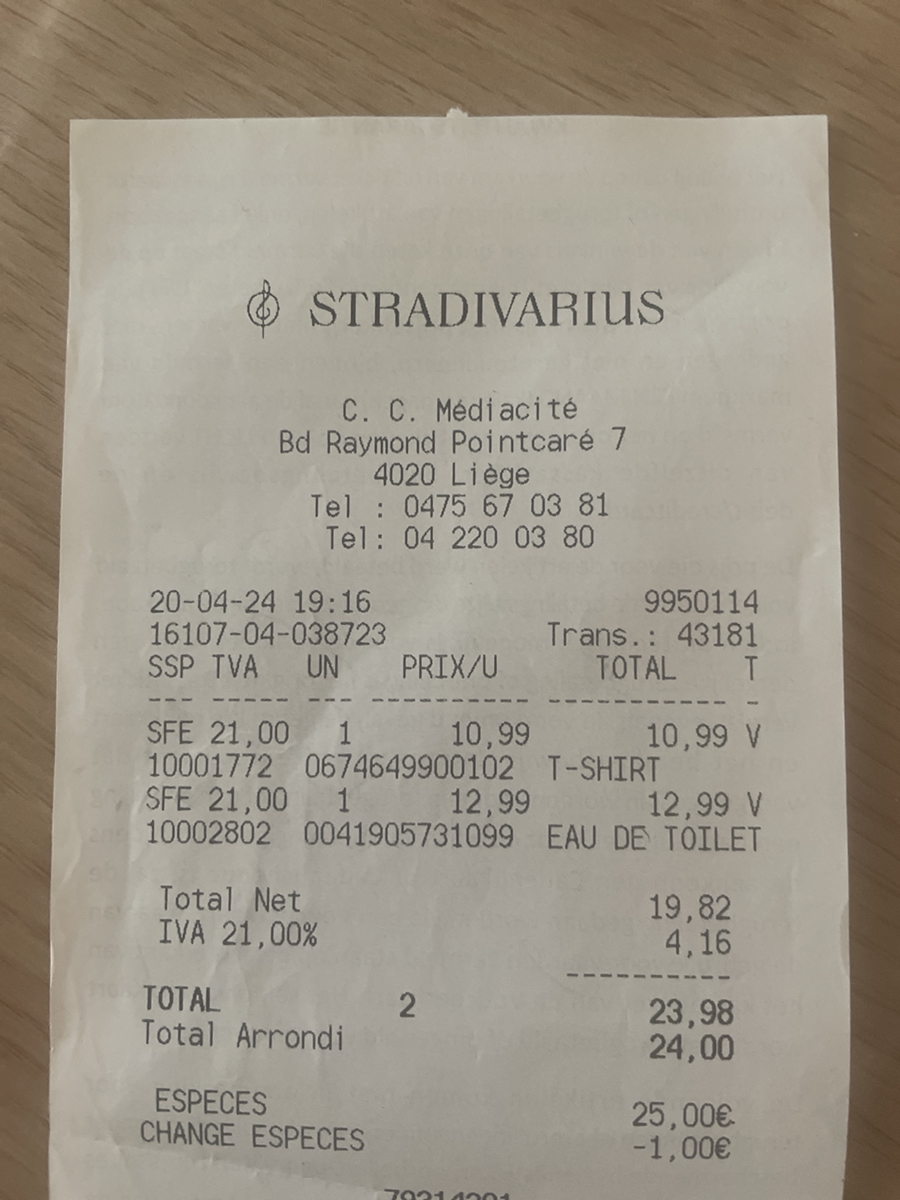 STRADIVARIUS
C. C. Médiacité
Bd Raymond Pointcaré 7
4020 Liège
Tel : 0475 67 03 81
Tel: 04 220 03 80
20-04-24 19:16 9950114
16107-04-038723 Trans.: 43181
SSP TVA UN PRIX/U TOTAL T
--- ----- --- ---------- ----------- -
SFE 21,00 1 10,99 10,99 V
10001772 0674649900102 T-SHIRT
SFE 21,00 1 12,99 12,99 V
10002802 0041905731099 EAU DE TOILET
Total Net 19,82
IVA 21,00% 4,16
----------
TOTAL 2 23,98
Total Arrondi 24,00
ESPECES 25,00€
CHANGE ESPECES -1,00€